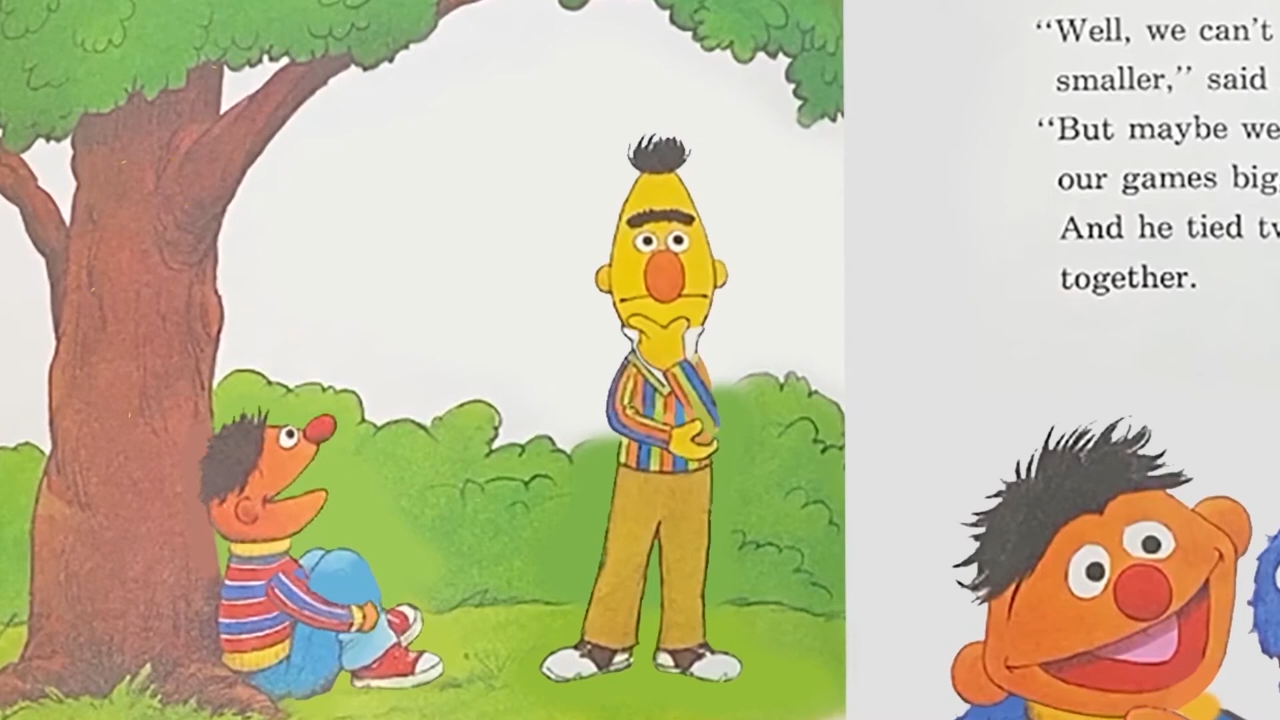 “Well, we can’t
smaller,” said
“But maybe we
our games big
And he tied
together.